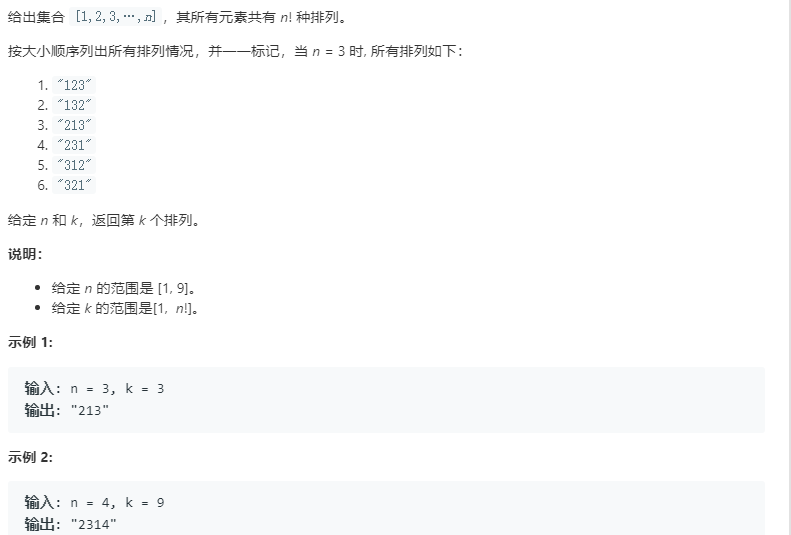 给出集合 [1,2,3,…,n]，其所有元素共有 n! 种排列。
按大小顺序列出所有排列情况，并一一标记，当 n = 3 时, 所有排列如下：
1. "123"
2. "132"
3. "213"
4. "231"
5. "312"
6. "321"
给定 n 和 k，返回第 k 个排列。
说明：
• 给定 n 的范围是 [1, 9]。
• 给定 k 的范围是[1,  n!]。
示例 1:
输入: n = 3, k = 3
输出: "213"
示例 2:
输入: n = 4, k = 9
输出: "2314"